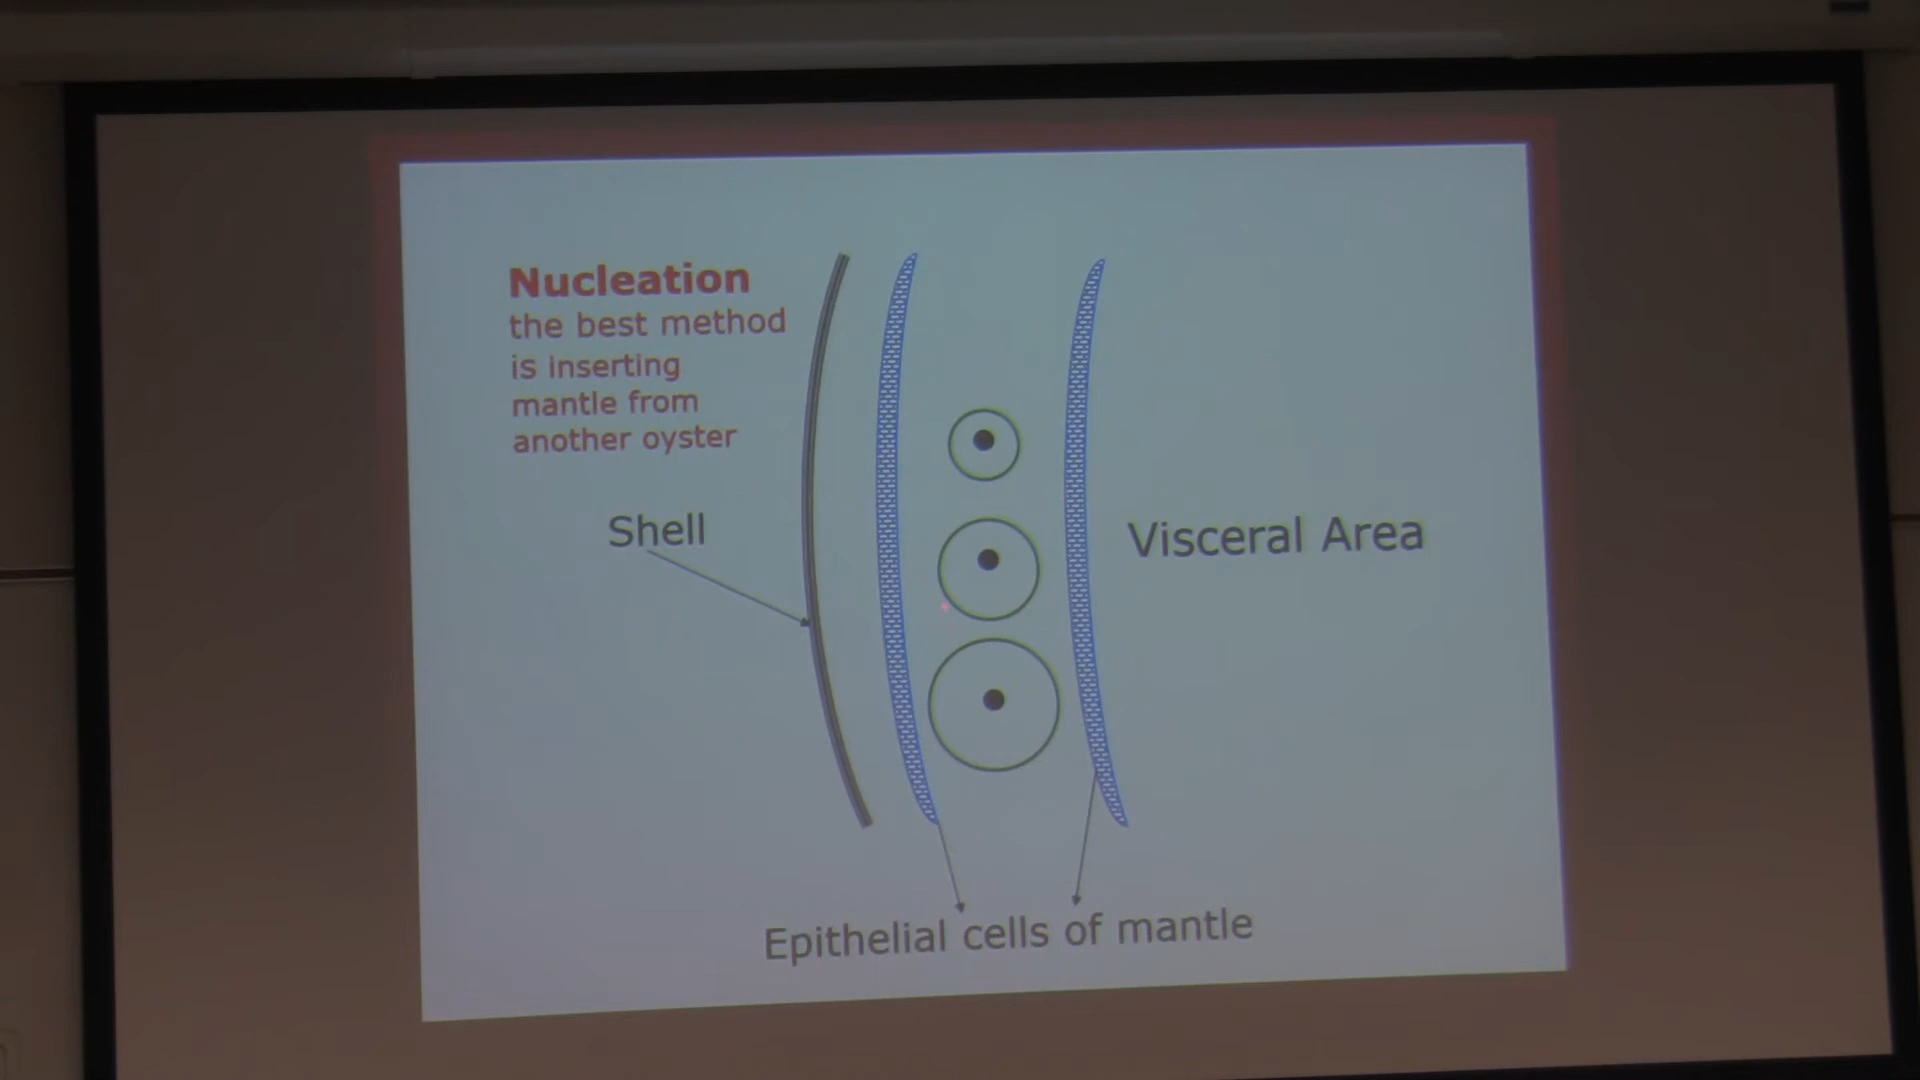 Nucleation
the best method
is inserting
mantle from
another oyster
Shell
Visceral Area
Epithelial cells of mantle